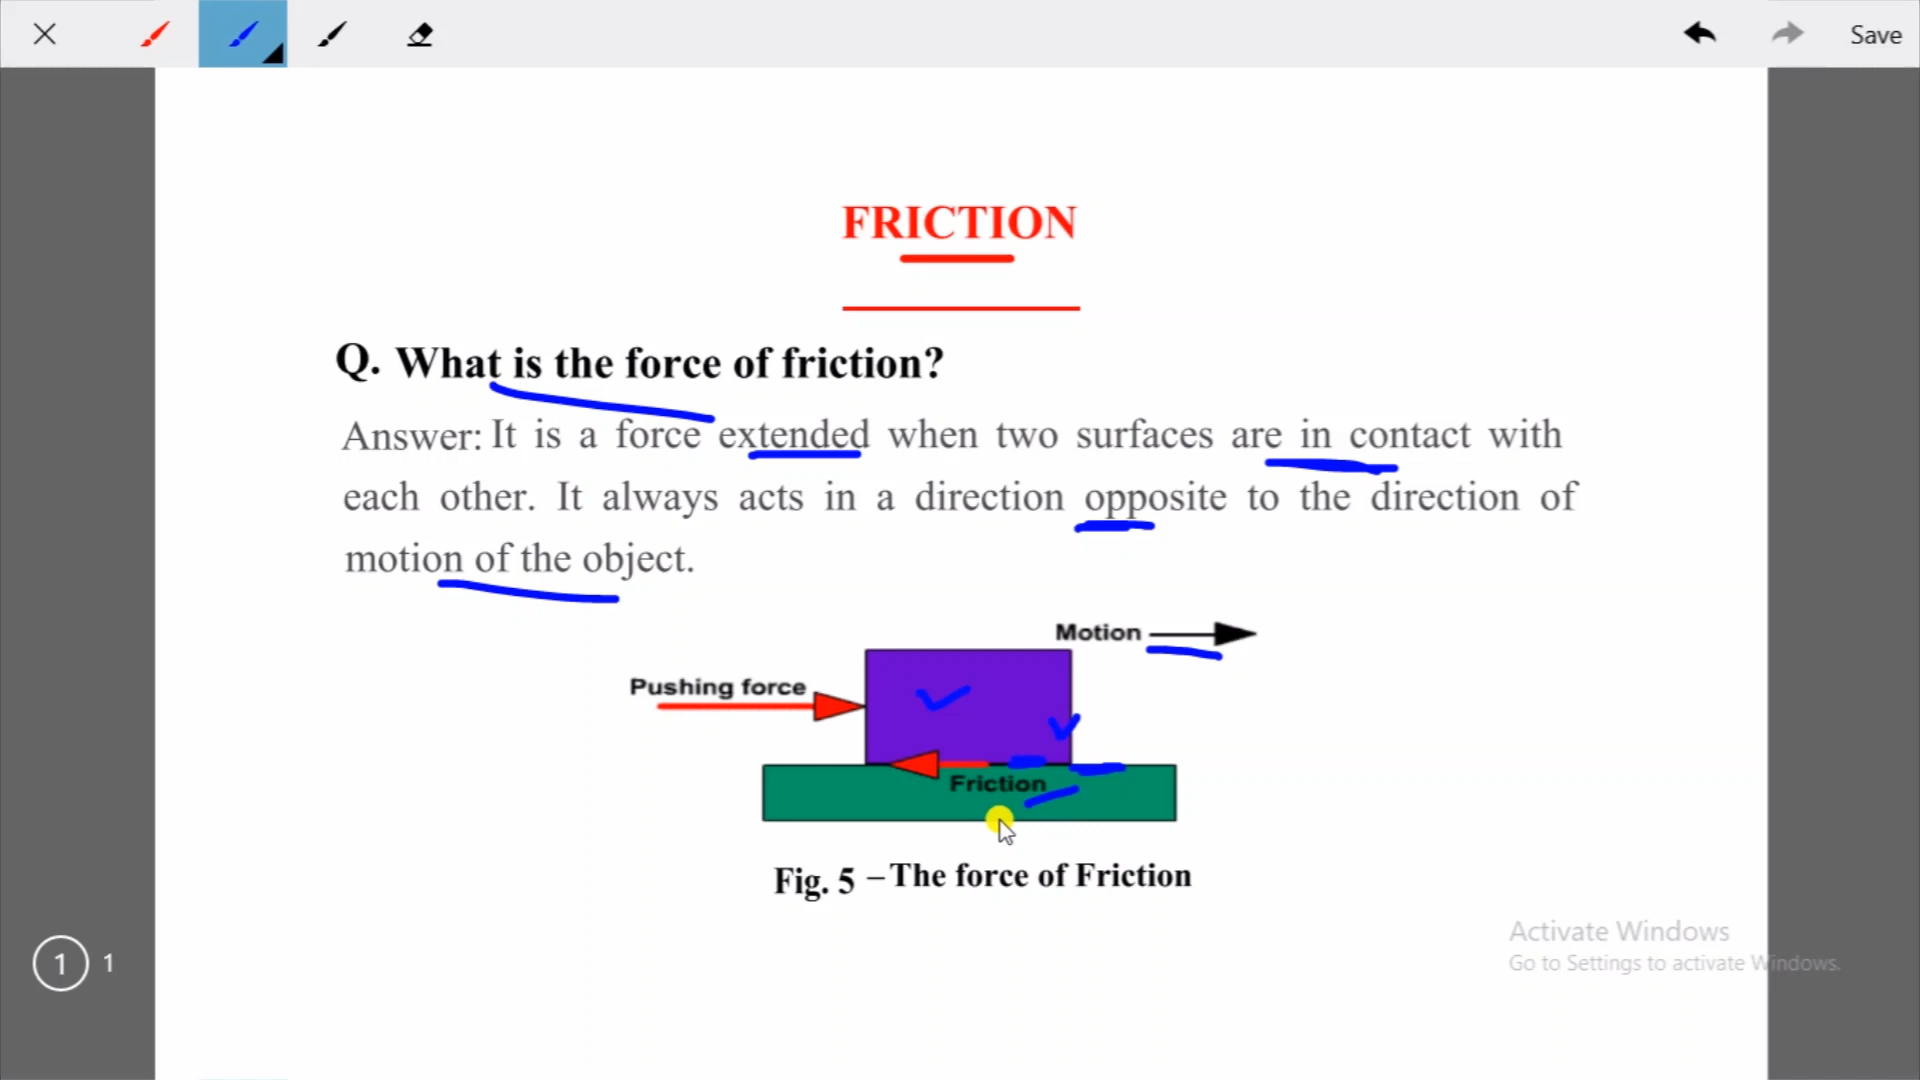 Save
FRICTION
Q. What is the force of friction?
Answer: It is a force extended when two surfaces are in contact with
each other. It always acts in a direction opposite to the direction of
motion of the object.
Motion
Pushing force
Friction
Fig. 5 – The force of Friction
Activate Windows
Go to Settings to activate Windows.
1 1